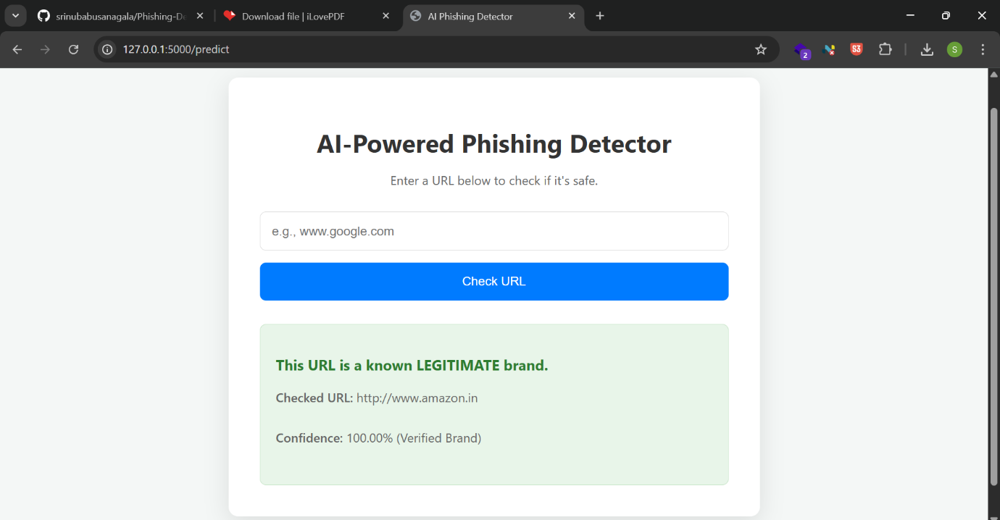 srinubabusanagala/Phishing-De
Download file | iLovePDF
AI Phishing Detector
127.0.0.1:5000/predict
2
S3
S
AI-Powered Phishing Detector
Enter a URL below to check if it's safe.
e.g., www.google.com
Check URL
This URL is a known LEGITIMATE brand.
Checked URL: http://www.amazon.in
Confidence: 100.00% (Verified Brand)